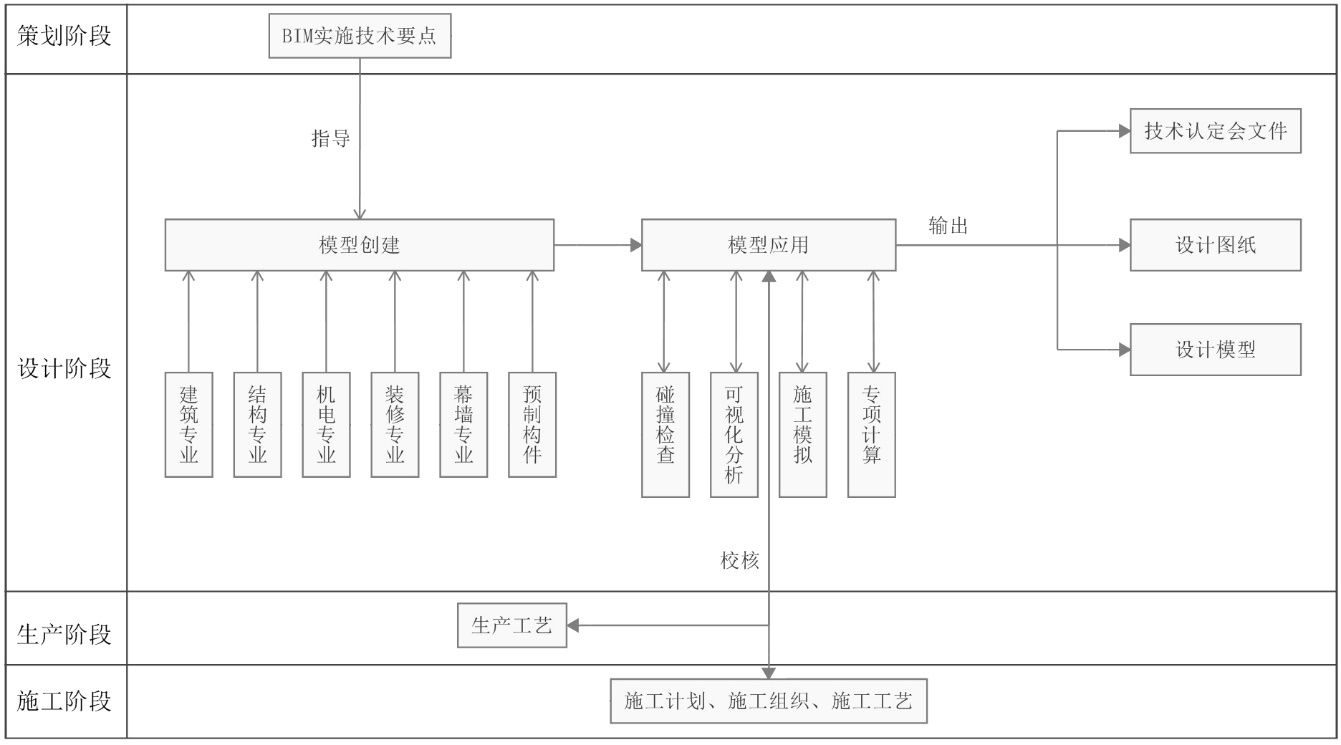 策划阶段
BIM实施技术要点
设计阶段
指导
模型创建
模型应用
输出
技术认定会文件
设计图纸
设计模型
建筑专业
结构专业
机电专业
装修专业
幕墙专业
预制构件
碰撞检查
可视化分析
施工模拟
专项计算
校核
生产阶段
生产工艺
施工阶段
施工计划、施工组织、施工工艺